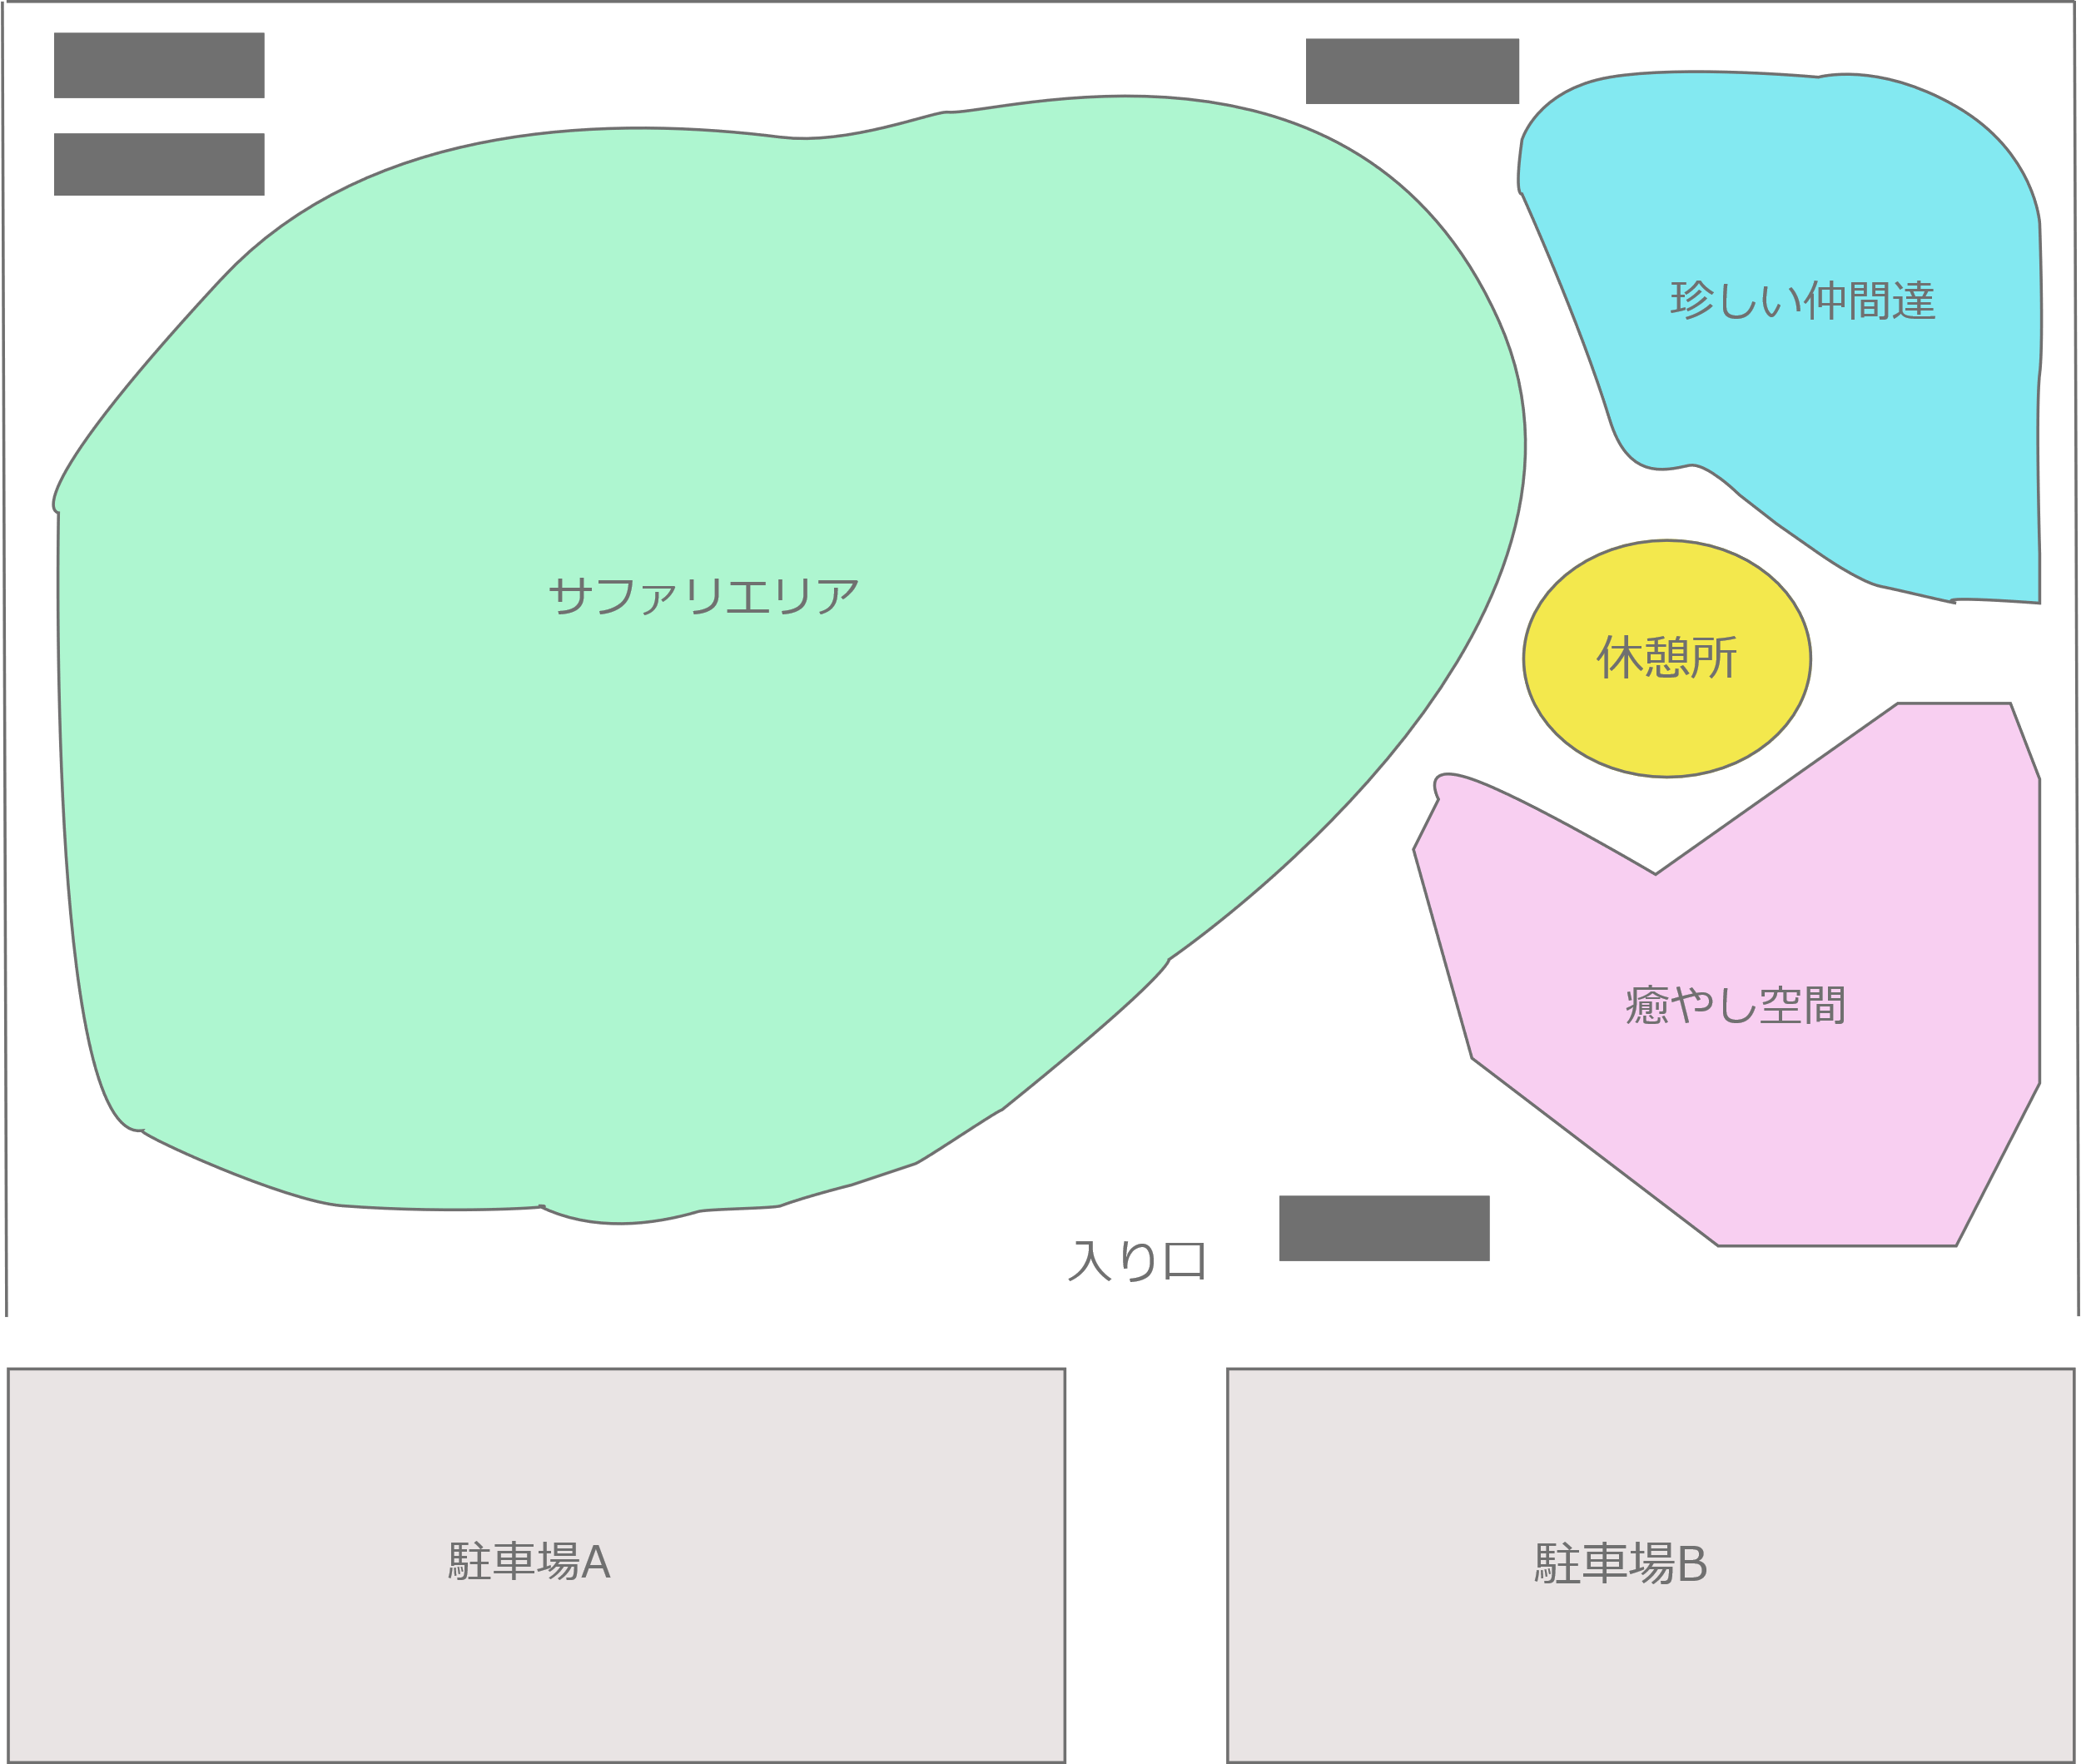 珍しい仲間達
サファリエリア
休憩所
癒やし空間
入り口
駐車場A
駐車場B